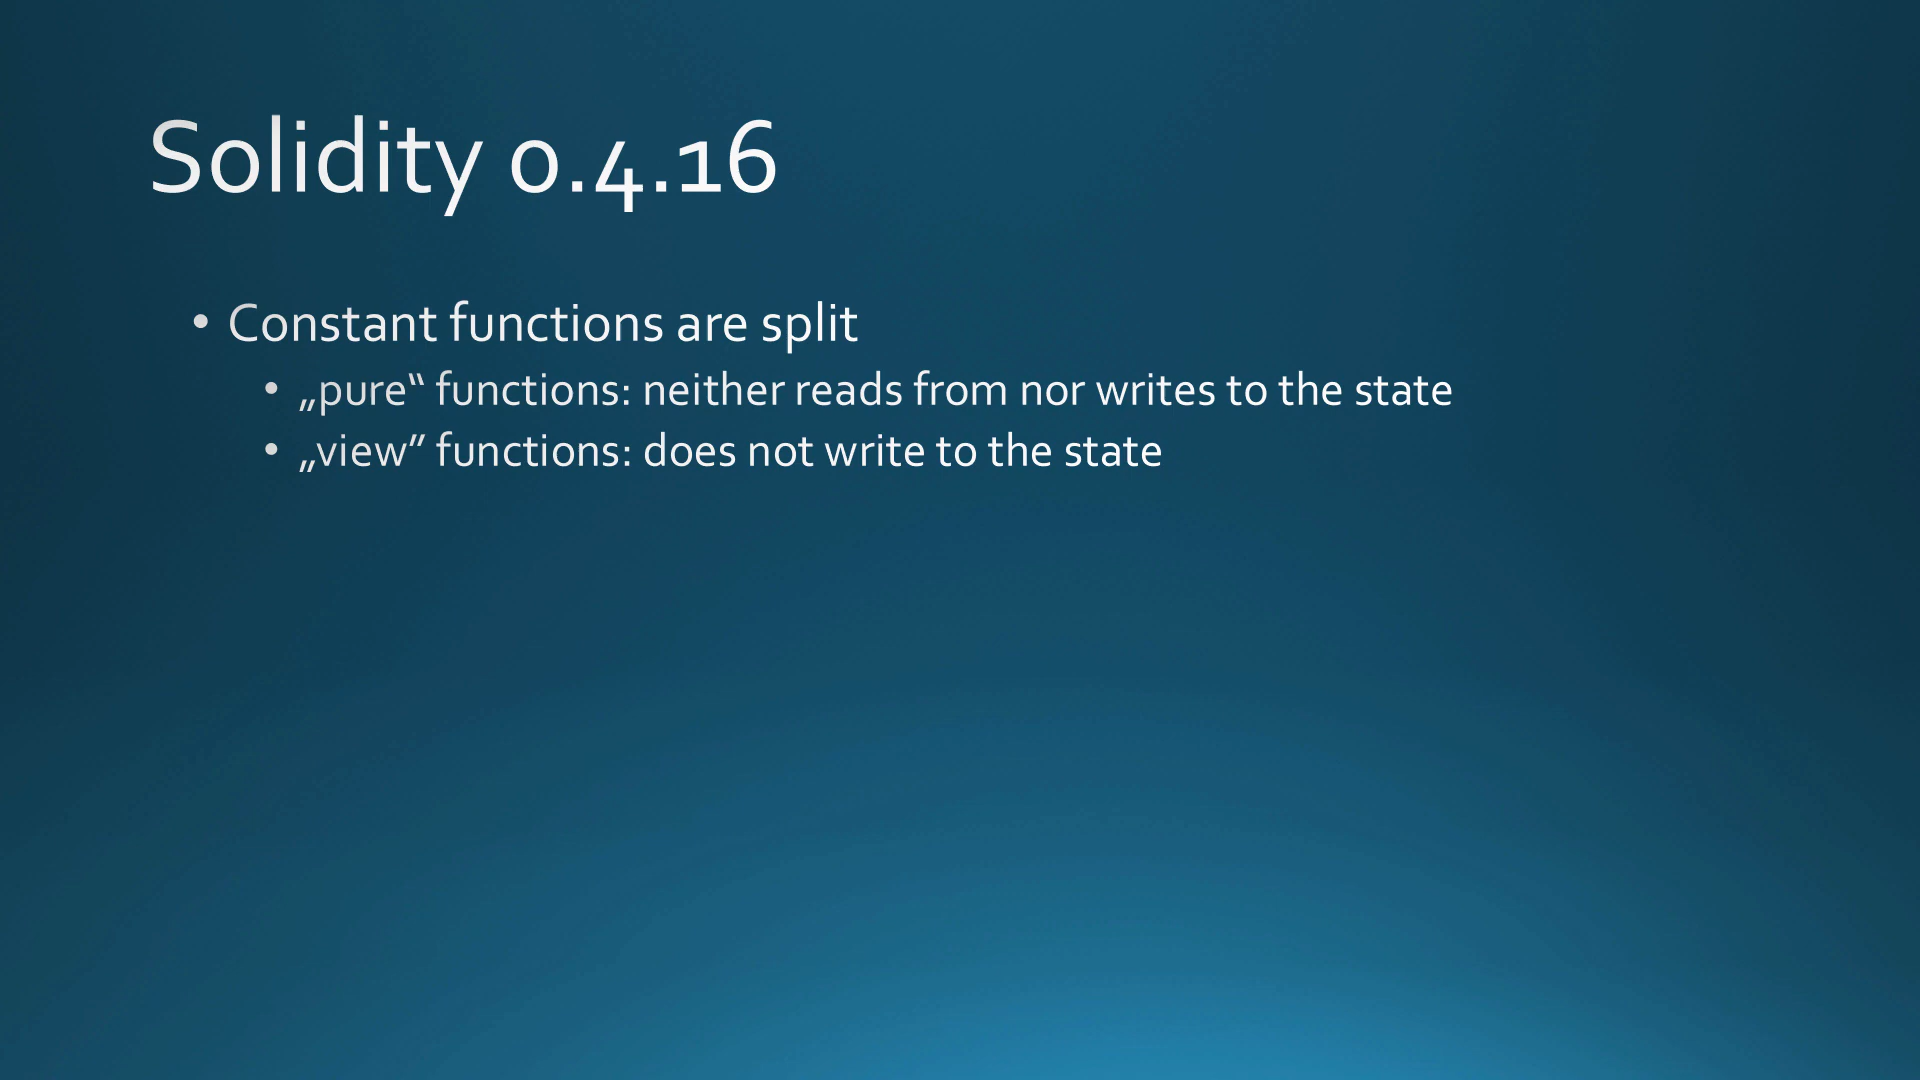 Solidity 0.4.16
• Constant functions are split
• „pure“ functions: neither reads from nor writes to the state
• „view” functions: does not write to the state